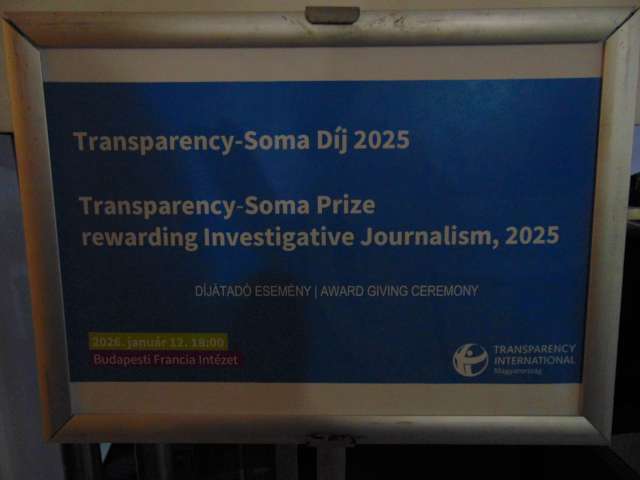 Transparency-Soma Díj 2025
Transparency-Soma Prize
rewarding Investigative Journalism, 2025
DÍJÁTADÓ ESEMÉNY | AWARD GIVING CEREMONY
2026. január 12. 18:00
Budapesti Francia Intézet
TRANSPARENCY
INTERNATIONAL
Magyarország